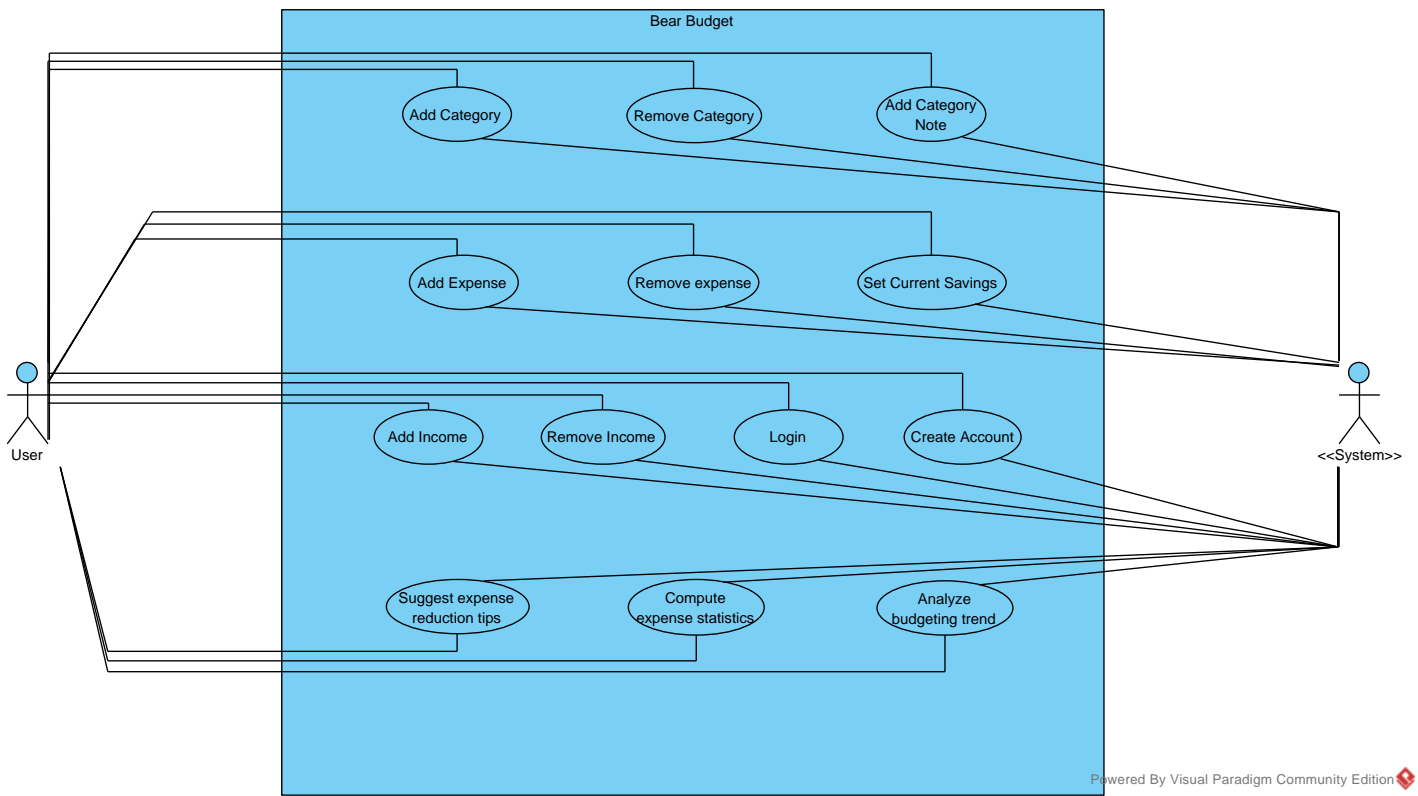 Bear Budget
Add Category
Remove Category
Add Category
Note
Add Expense
Remove expense
Set Current Savings
Add Income
Remove Income
Login
Create Account
User
<<System>>
Suggest expense
reduction tips
Compute
expense statistics
Analyze
budgeting trend
Powered By Visual Paradigm Community Edition